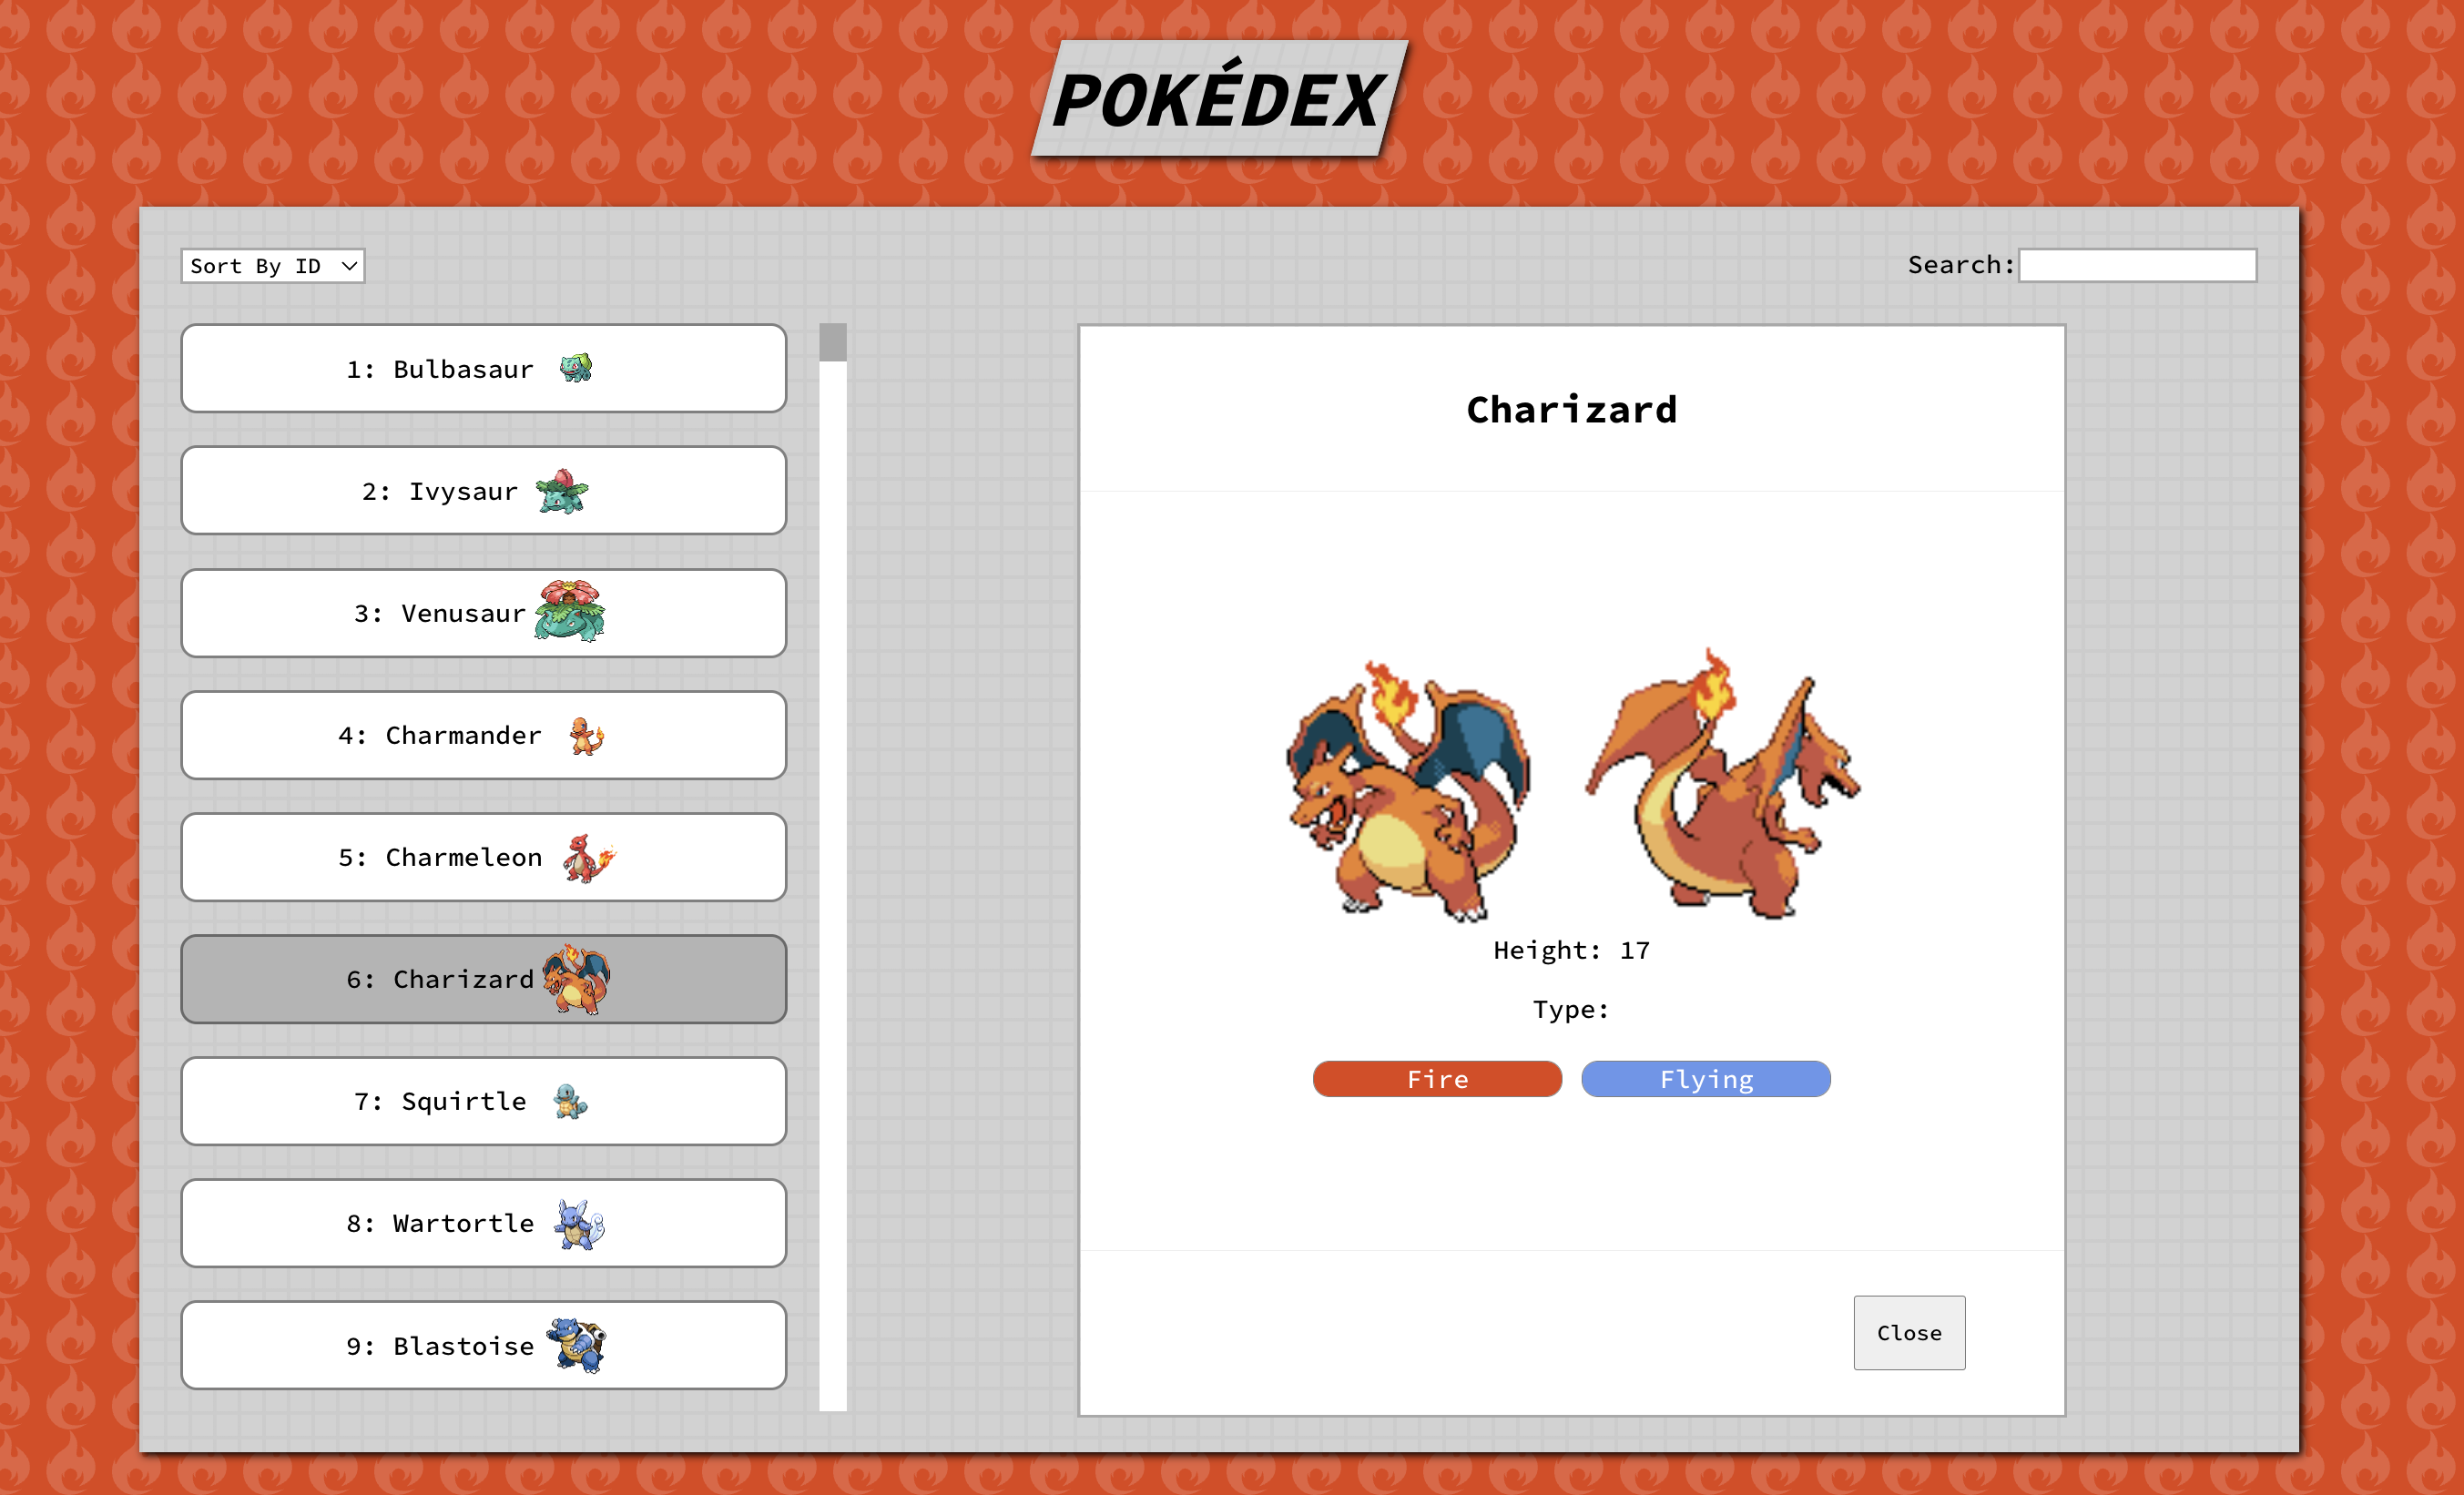 POKÉDEX
Sort By ID
Search:
1: Bulbasaur
2: Ivysaur
3: Venusaur
4: Charmander
5: Charmeleon
6: Charizard
7: Squirtle
8: Wartortle
9: Blastoise
Charizard
Height: 17
Type:
Fire
Flying
Close